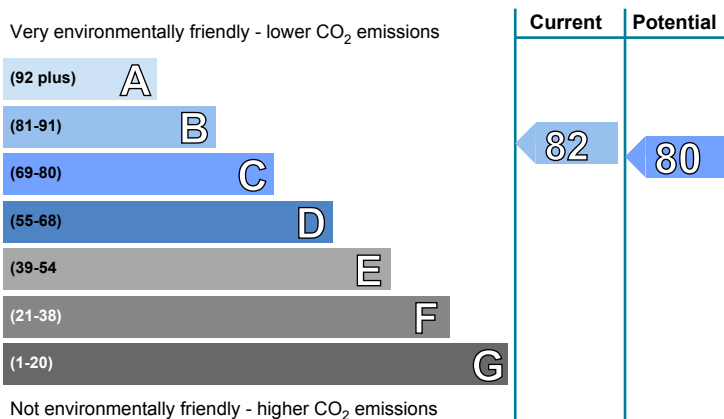 Current Potential
Very environmentally friendly - lower CO2 emissions
(92 plus) A
(81-91) B
82
(69-80) C
80
(55-68) D
(39-54 E
(21-38) F
(1-20) G
Not environmentally friendly - higher CO2 emissions